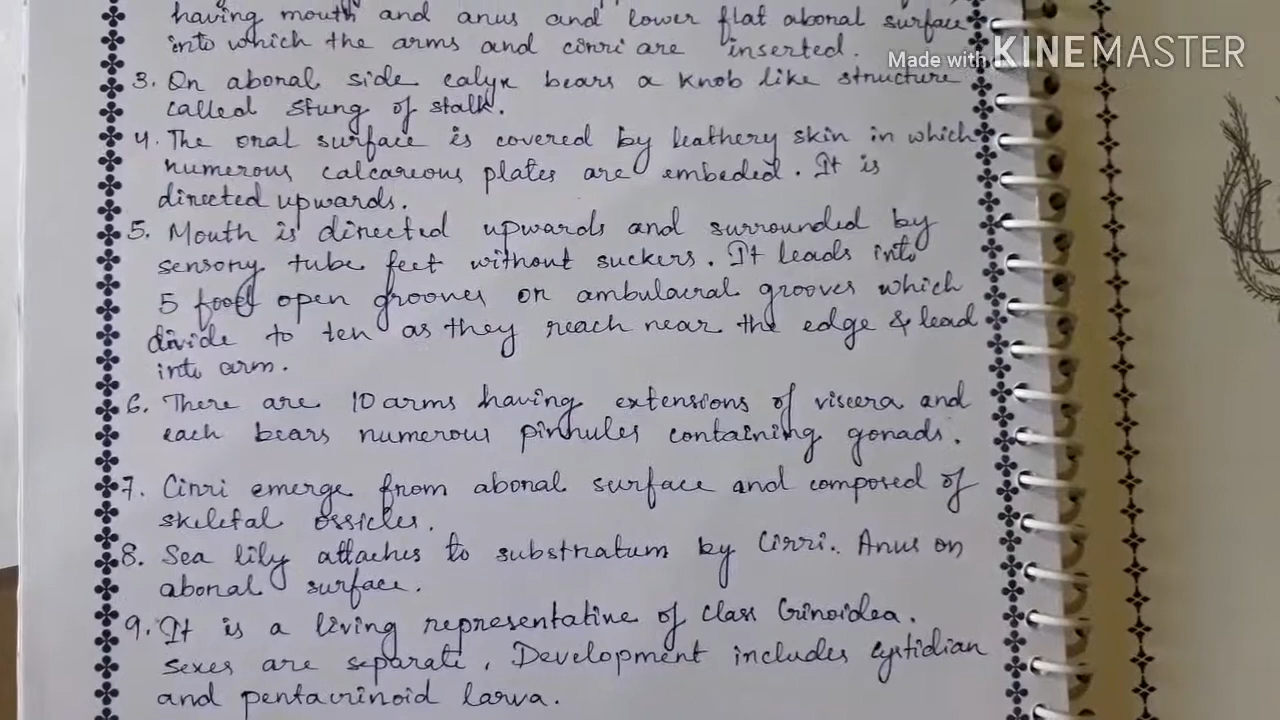 having mouth and anus and lower flat aboral surface
into which the arms and cirri are inserted.
Made with KINEMASTER
3. On aboral side calyx bears a knob like structure
called Stung of stalk.
4. The oral surface is covered by leathery skin in which
numerous calcareous plates are embeded. It is
directed upwards.
5. Mouth is directed upwards and surrounded by
sensory tube feet without suckers. It leads into
5 food open grooves or ambulacral grooves which
divide to ten as they reach near the edge & lead
into arm.
6. There are 10 arms having extensions of viscera and
each bears numerous pinnules containing gonads.
7. Cirri emerge from aboral surface and composed of
skeletal ossicles.
8. Sea lily attaches to substratum by Cirri. Anus on
aboral surface.
9. It is a living representative of class Crinoidea.
Sexes are separate. Development includes cystidian
and pentacrinoid larva.